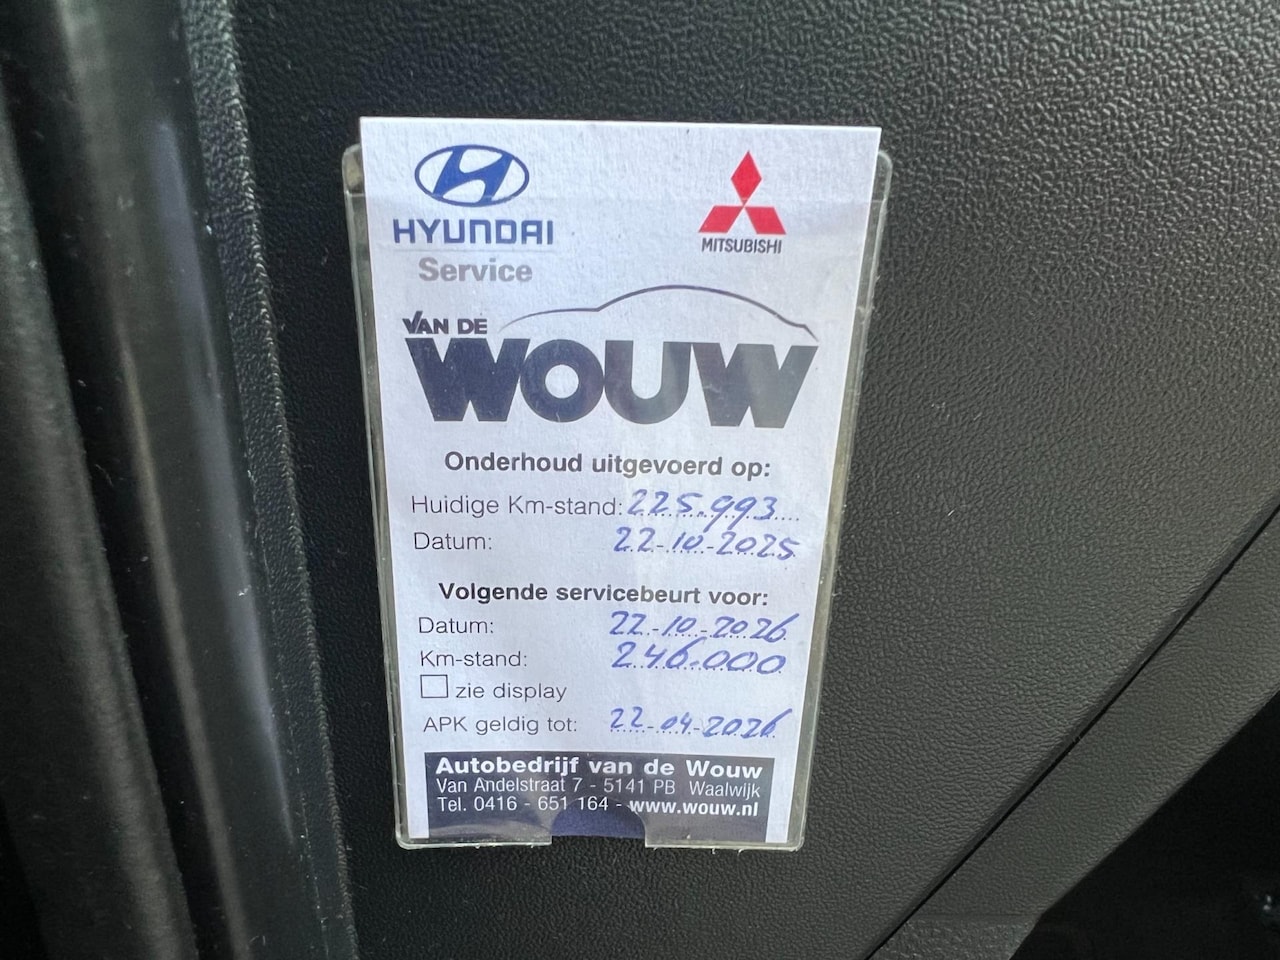 HYUNDAI
Service
MITSUBISHI
VAN DE
WOUW
Onderhoud uitgevoerd op:
Huidige Km-stand: 225.993
Datum: 22-10-2025
Volgende servicebeurt voor:
Datum: 22-10-2026
Km-stand: 246.000
zie display
APK geldig tot: 22-04-2026
Autobedrijf van de Wouw
Van Andelstraat 7 - 5141 PB Waalwijk
Tel. 0416 - 651 164 - www.wouw.nl